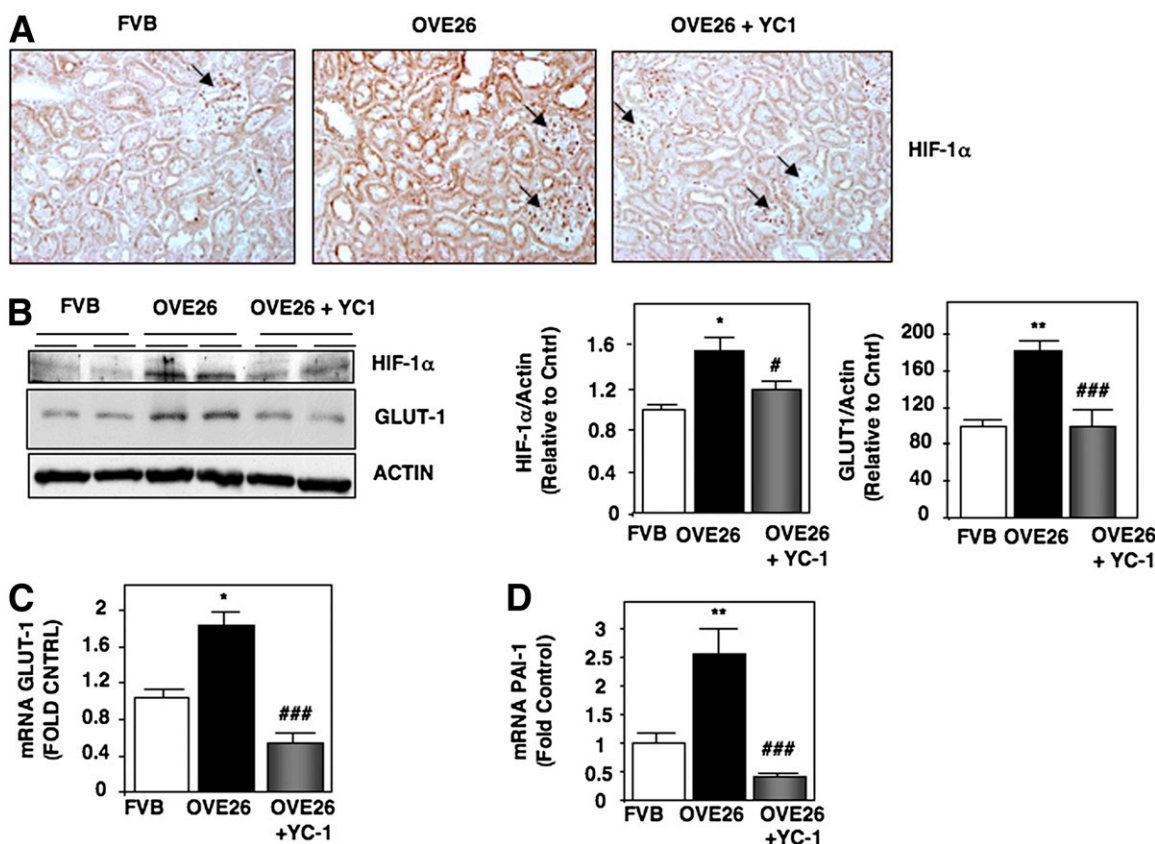 A
FVB
OVE26
OVE26 + YC1
HIF-1α
B
FVB
OVE26
OVE26 + YC1
HIF-1α
GLUT-1
ACTIN
HIF-1α/Actin
(Relative to Cntrl)
1.6
1.2
0.8
0.4
0
*
#
FVB
OVE26
OVE26
+ YC-1
GLUT1/Actin
(Relative to Cntrl)
200
160
120
80
40
0
**
###
FVB
OVE26
OVE26
+ YC-1
C
mRNA GLUT-1
(FOLD CNTRL)
2
1.6
1.2
0.8
0.4
0
*
###
FVB
OVE26
OVE26
+YC-1
D
mRNA PAI-1
(Fold Control)
3
2.5
2
1.5
1
0.5
0
**
###
FVB
OVE26
OVE26
+YC-1